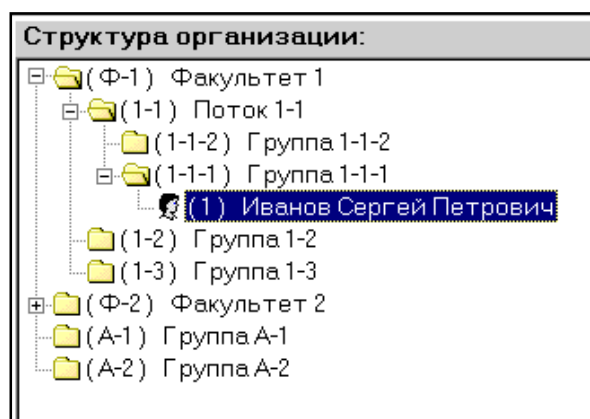 Структура организации:
(Ф-1) Факультет 1
(1-1) Поток 1-1
(1-1-2) Группа 1-1-2
(1-1-1) Группа 1-1-1
(1) Иванов Сергей Петрович
(1-2) Группа 1-2
(1-3) Группа 1-3
(Ф-2) Факультет 2
(А-1) Группа А-1
(А-2) Группа А-2